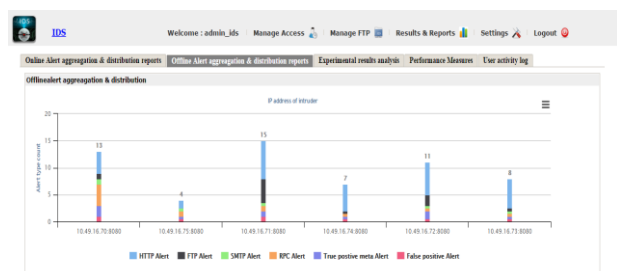 IDS
IDS Welcome : admin_ids Manage Access Manage FTP Results & Reports Settings Logout
Online Alert aggreagation & distribution reports Offline Alert aggreagation & distribution reports Experimental results analysis Performance Measures User activity log
Offlinealert aggreagation & distribution
IP address of intruder
Alert type count
20
15
10
5
0
13
4
15
7
11
8
10.49.16.70:8080 10.49.16.75:8080 10.49.16.71:8080 10.49.16.74:8080 10.49.16.72:8080 10.49.16.73:8080
HTTP Alert FTP Alert SMTP Alert RPC Alert True postive meta Alert False positive Alert